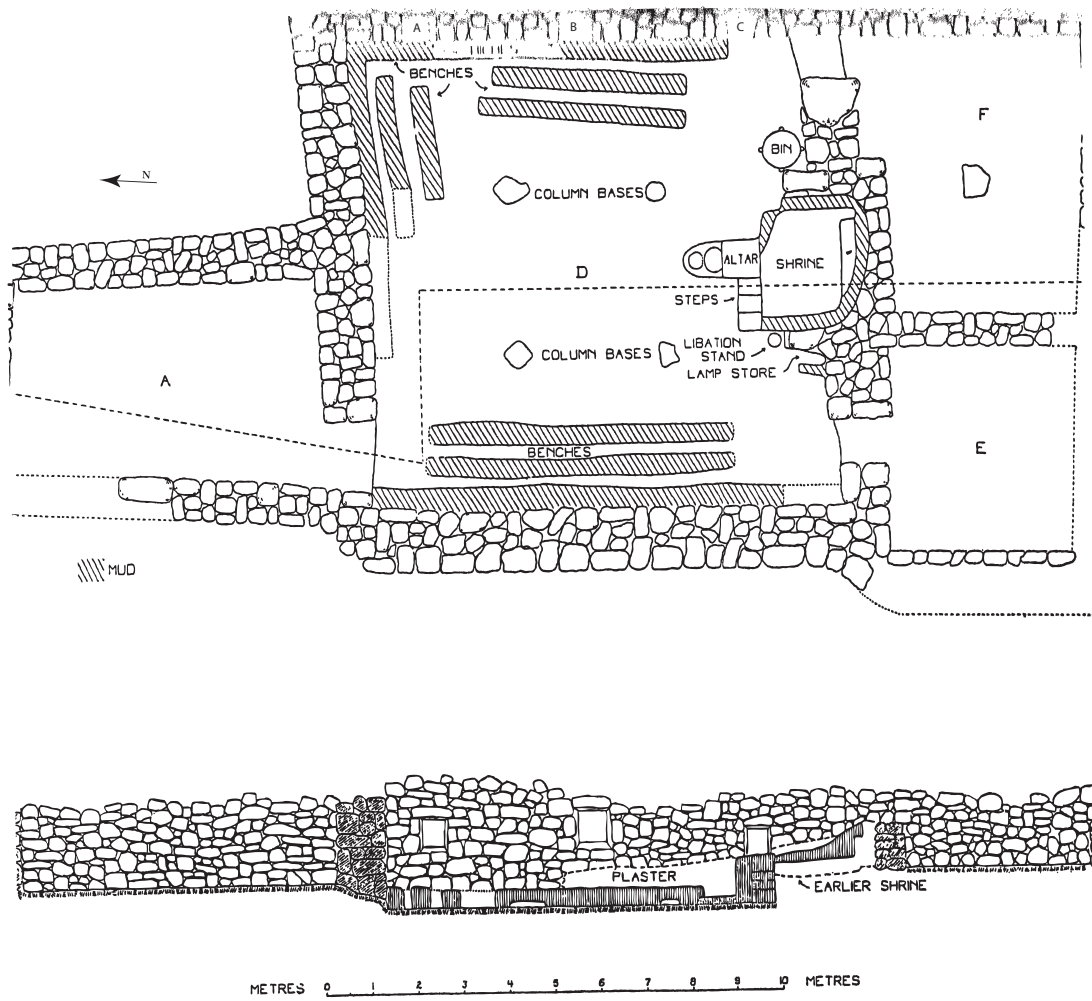 A B C
BENCHES
F
BIN
N
COLUMN BASES
ALTAR
SHRINE
D
STEPS
LIBATION
STAND
LAMP STORE
COLUMN BASES
A
BENCHES
E
MUD
PLASTER
EARLIER SHRINE
METRES 0 1 2 3 4 5 6 7 8 9 10 METRES